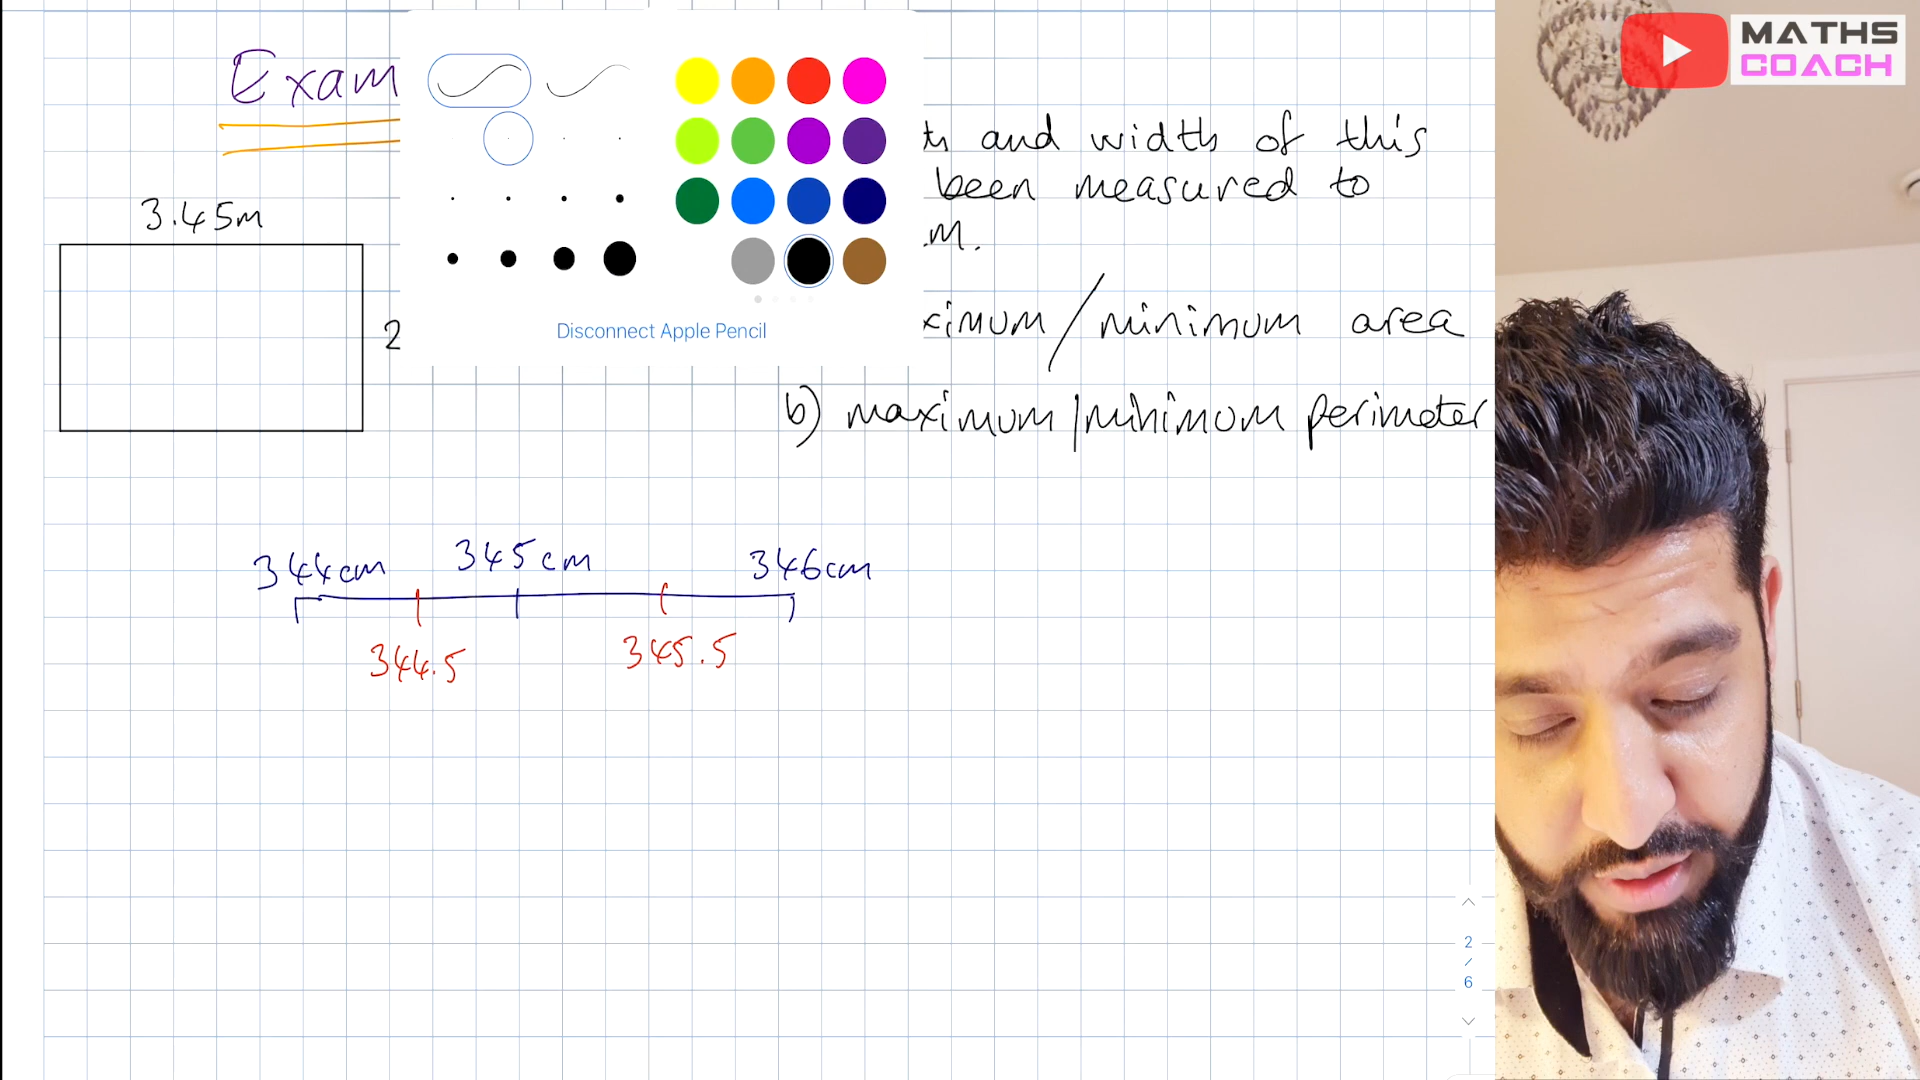 Exam
MATHS
COACH
and width of this
been measured to
3.45m
m.
2
Disconnect Apple Pencil
ximum / minimum area
b) maximum/minimum perimeter
344cm 345cm 346cm
344.5 345.5
2
/
6